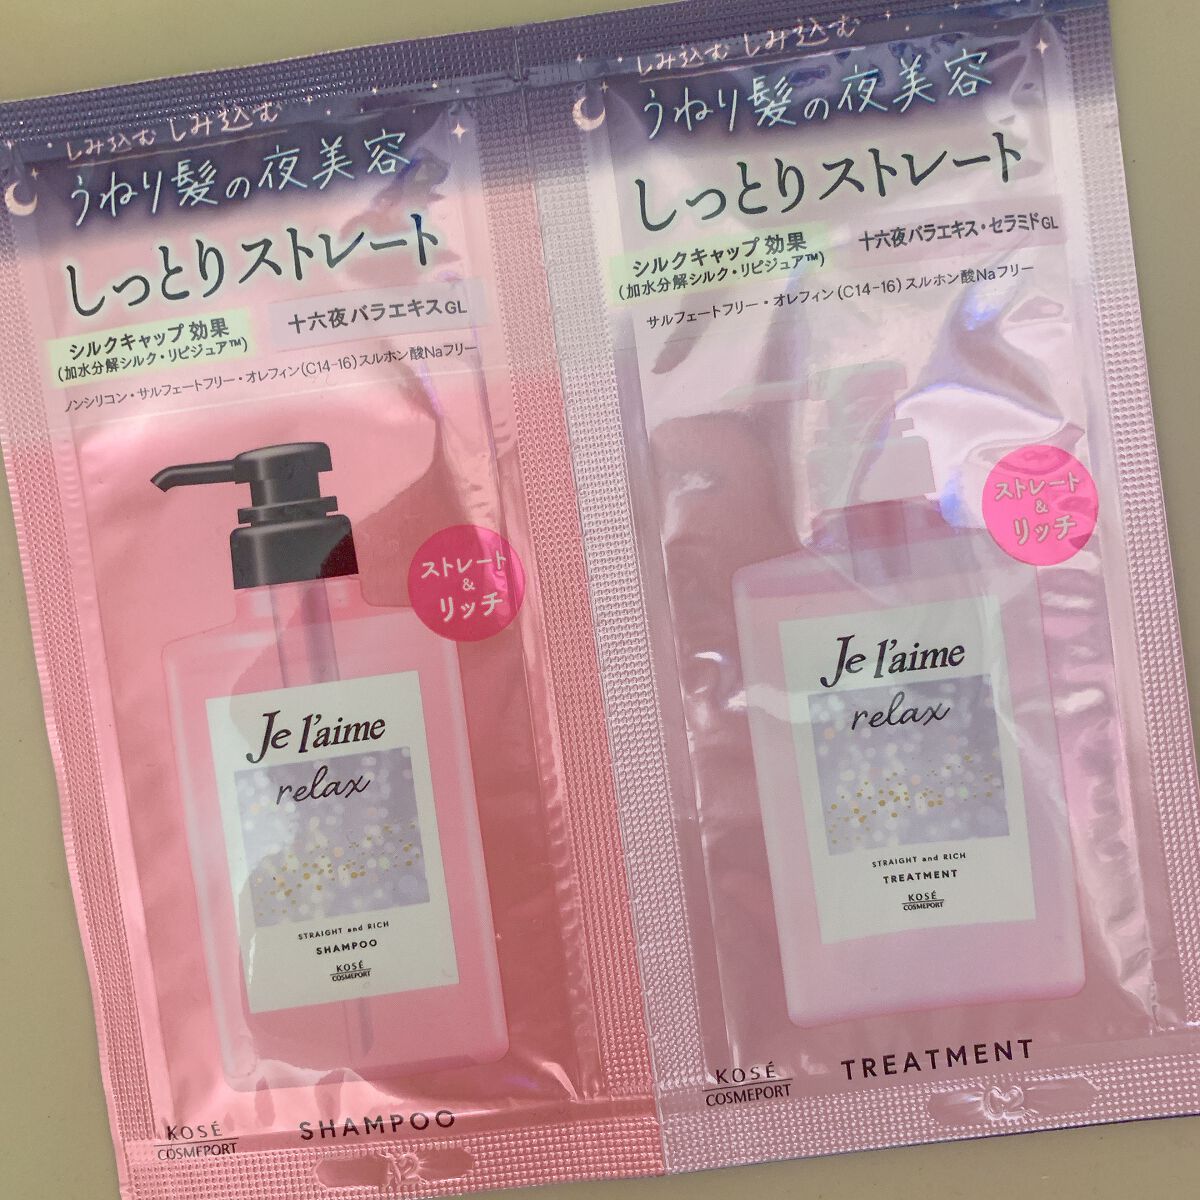 しみ込む しみ込む
うねり髪の夜美容
しっとりストレート
シルクキャップ効果
(加水分解シルク・リピジュア™)
十六夜バラエキスGL
ノンシリコン・サルフェートフリー・オレフィン(C14-16)スルホン酸Naフリー
ストレート
&
リッチ
Je l'aime
relax
STRAIGHT and RICH
SHAMPOO
KOSÉ
COSMEPORT
KOSÉ
COSMEPORT
SHAMPOO
しみ込む しみ込む
うねり髪の夜美容
しっとりストレート
シルクキャップ効果
(加水分解シルク・リピジュア™)
十六夜バラエキス・セラミドGL
サルフェートフリー・オレフィン(C14-16)スルホン酸Naフリー
ストレート
&
リッチ
Je l'aime
relax
STRAIGHT and RICH
TREATMENT
KOSÉ
COSMEPORT
KOSÉ
COSMEPORT
TREATMENT